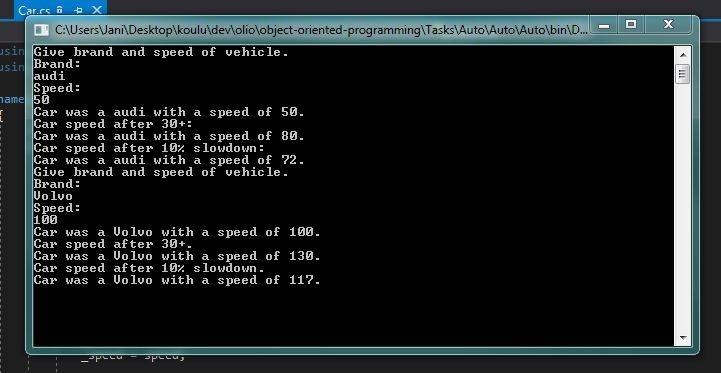 Car.cs
C:\Users\Jani\Desktop\koulu\dev\olio\object-oriented-programming\Tasks\Auto\Auto\Auto\bin\D...
usin
usin
name
{
Give brand and speed of vehicle.
Brand:
audi
Speed:
50
Car was a audi with a speed of 50.
Car speed after 30+:
Car was a audi with a speed of 80.
Car speed after 10% slowdown:
Car was a audi with a speed of 72.
Give brand and speed of vehicle.
Brand:
Volvo
Speed:
100
Car was a Volvo with a speed of 100.
Car speed after 30+.
Car was a Volvo with a speed of 130.
Car speed after 10% slowdown.
Car was a Volvo with a speed of 117.
_speed = speed;